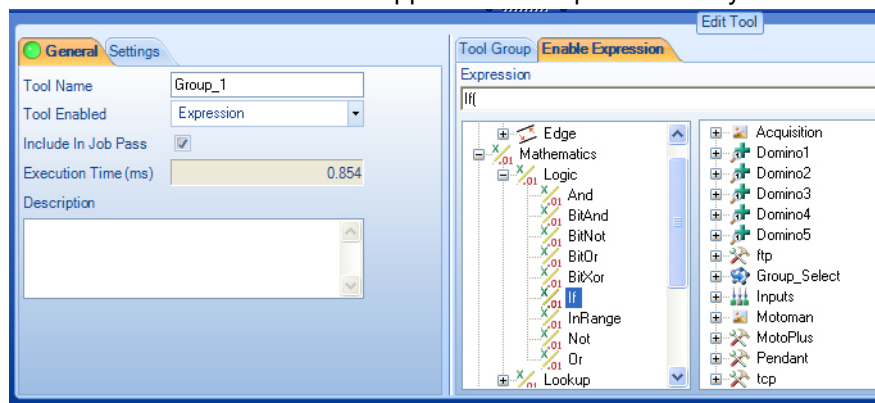 Edit Tool
General Settings
Tool Name Group_1
Tool Enabled Expression
Include In Job Pass
Execution Time (ms) 0.854
Description
Tool Group Enable Expression
Expression
If(
Edge
Mathematics
Logic
And
BitAnd
BitNot
BitOr
BitXor
If
InRange
Not
Or
Lookup
Acquisition
Domino1
Domino2
Domino3
Domino4
Domino5
ftp
Group_Select
Inputs
Motoman
MotoPlus
Pendant
tcp